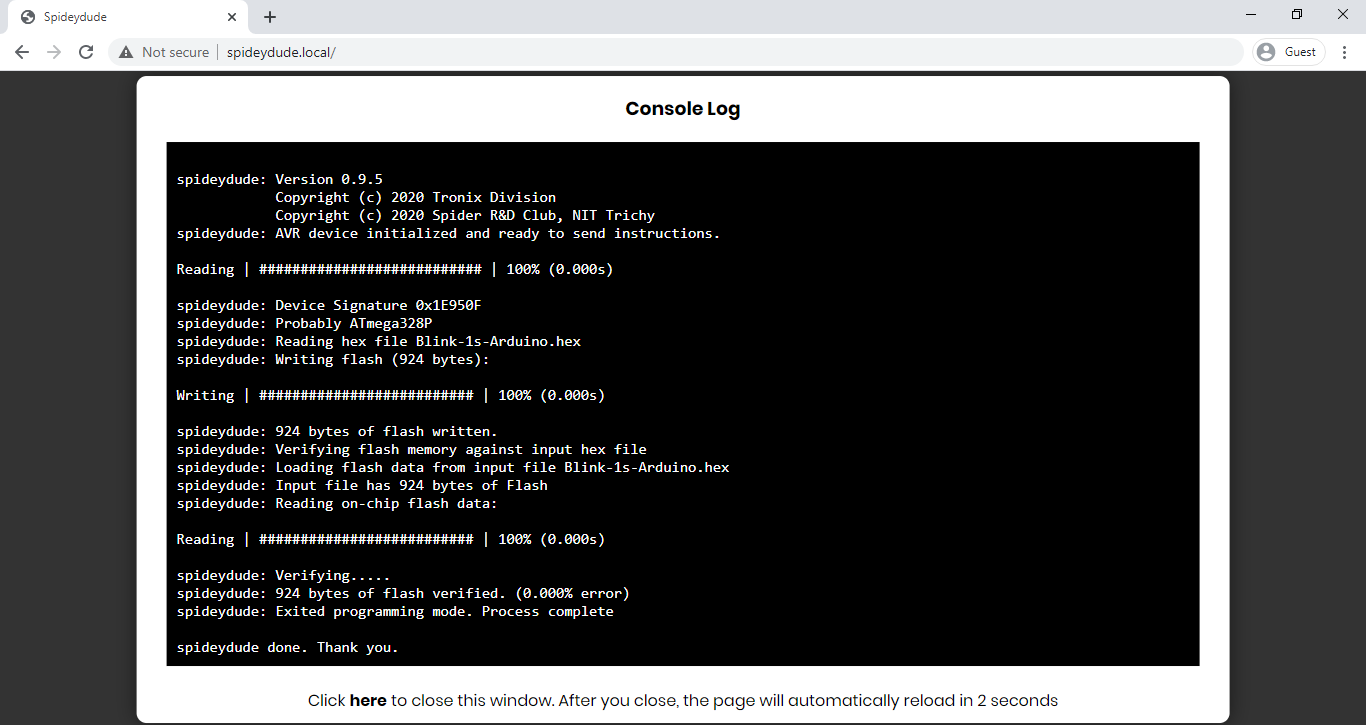 Spideydude
Not secure | spideydude.local/
Guest
Console Log
spideydude: Version 0.9.5
Copyright (c) 2020 Tronix Division
Copyright (c) 2020 Spider R&D Club, NIT Trichy
spideydude: AVR device initialized and ready to send instructions.
Reading | ########################### | 100% (0.000s)
spideydude: Device Signature 0x1E950F
spideydude: Probably ATmega328P
spideydude: Reading hex file Blink-1s-Arduino.hex
spideydude: Writing flash (924 bytes):
Writing | ########################## | 100% (0.000s)
spideydude: 924 bytes of flash written.
spideydude: Verifying flash memory against input hex file
spideydude: Loading flash data from input file Blink-1s-Arduino.hex
spideydude: Input file has 924 bytes of Flash
spideydude: Reading on-chip flash data:
Reading | ########################## | 100% (0.000s)
spideydude: Verifying.....
spideydude: 924 bytes of flash verified. (0.000% error)
spideydude: Exited programming mode. Process complete
spideydude done. Thank you.
Click here to close this window. After you close, the page will automatically reload in 2 seconds